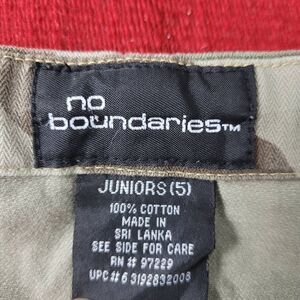 no
boundaries™
JUNIORS (5)
100% COTTON
MADE IN
SRI LANKA
SEE SIDE FOR CARE
RN # 97229
UPC # 6 3192832008